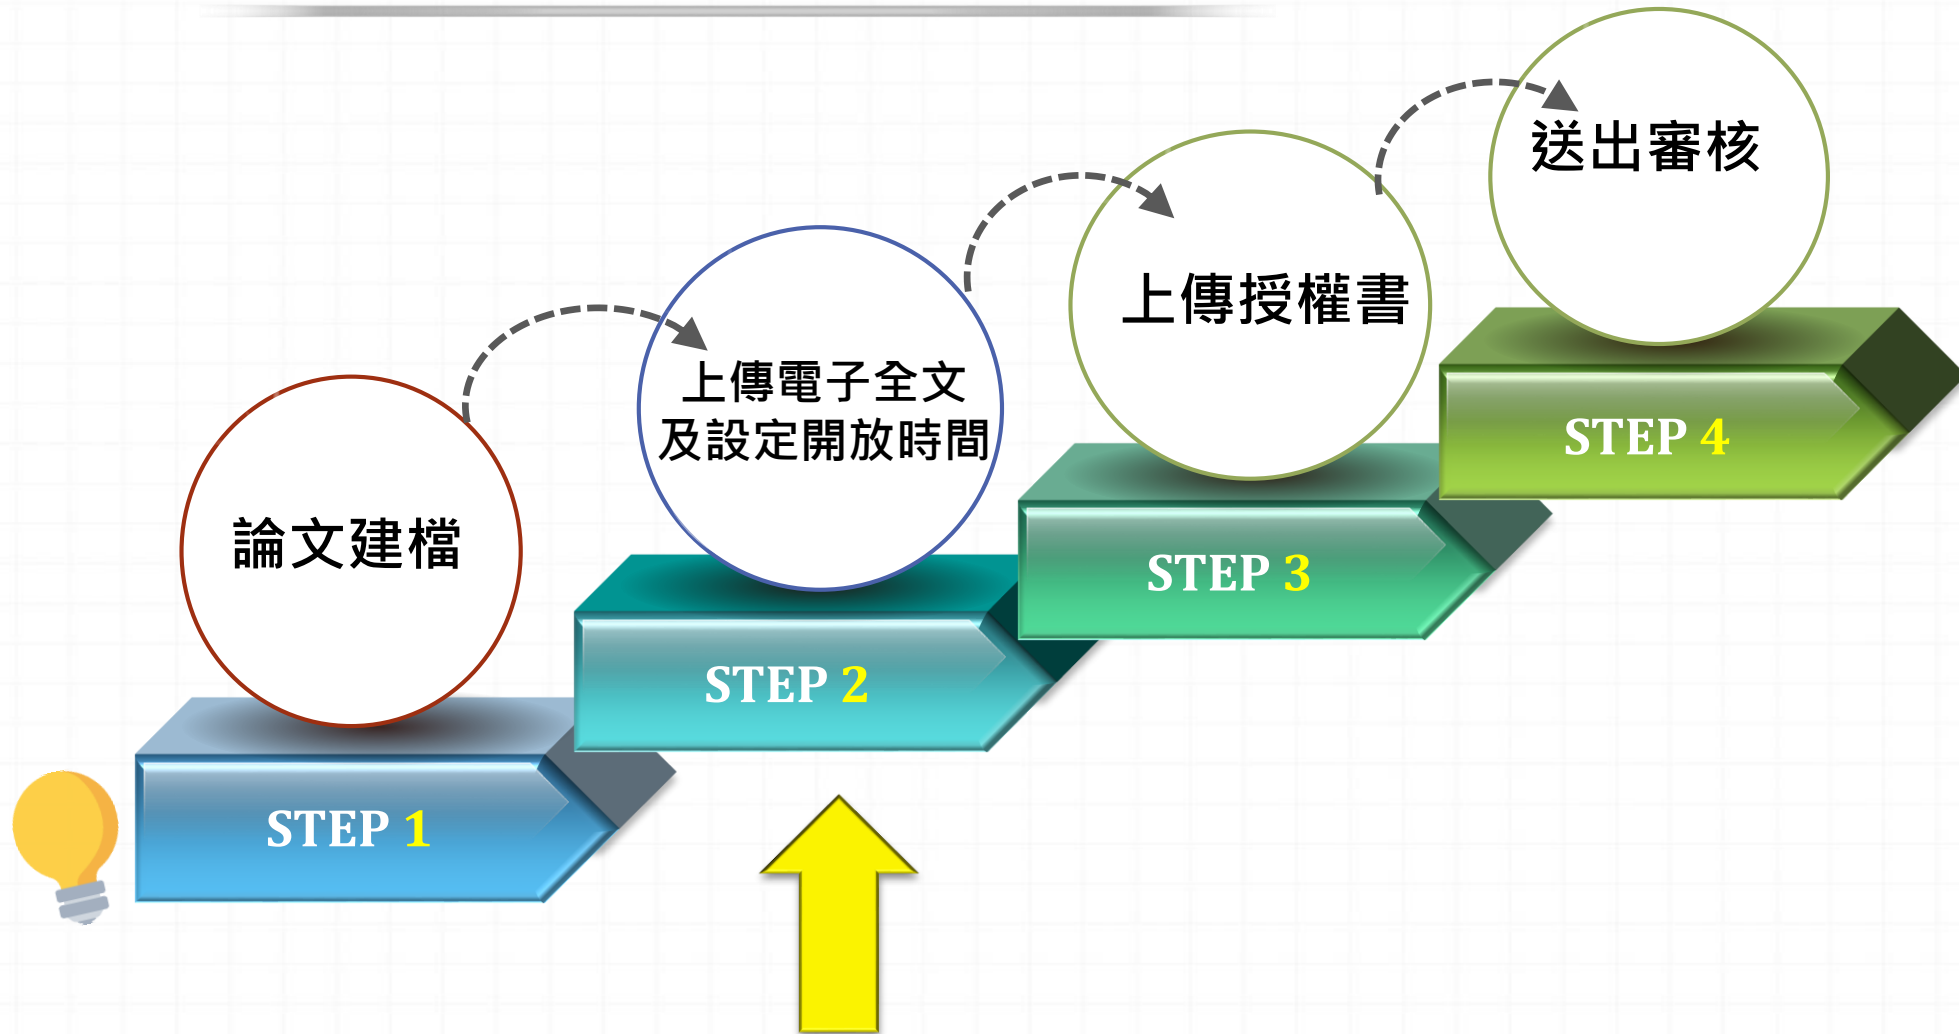 論文建檔
STEP 1
上傳電子全文
及設定開放時間
STEP 2
上傳授權書
STEP 3
送出審核
STEP 4